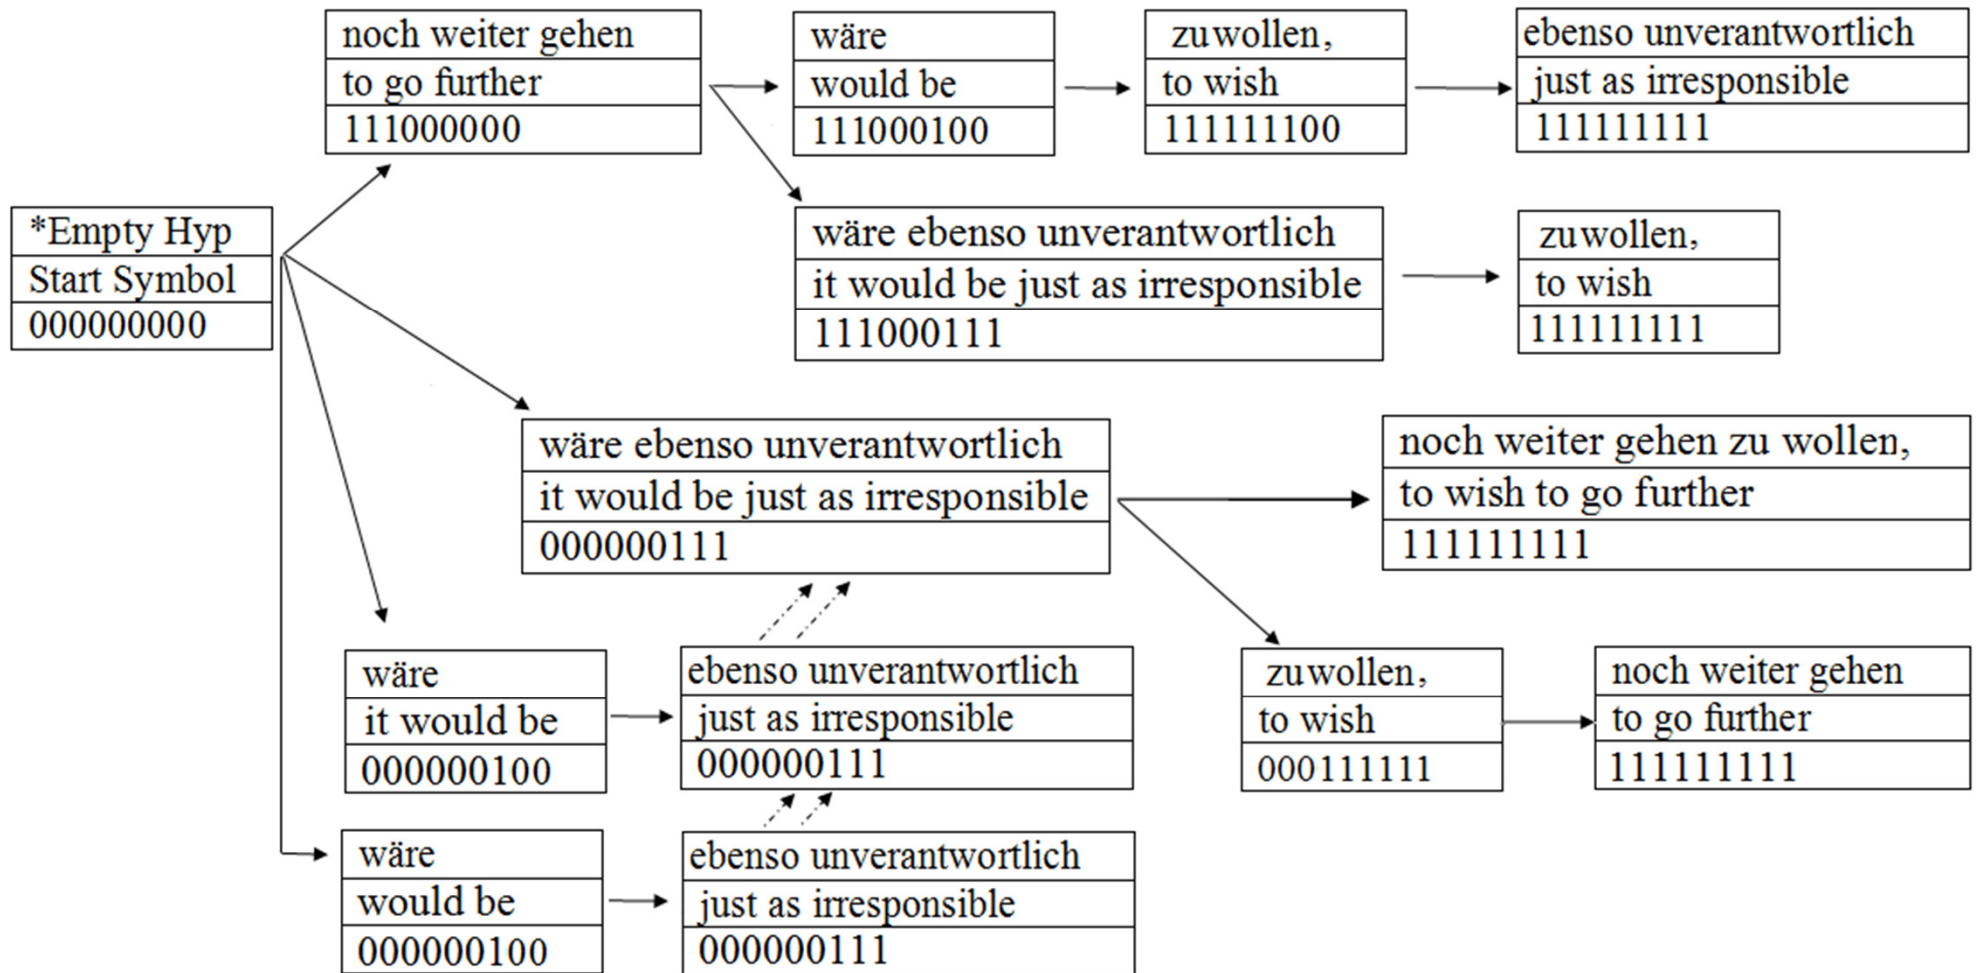 noch weiter gehen
to go further
111000000
wäre
would be
111000100
zuwollen,
to wish
111111100
ebenso unverantwortlich
just as irresponsible
111111111
*Empty Hyp
Start Symbol
000000000
wäre ebenso unverantwortlich
it would be just as irresponsible
111000111
zuwollen,
to wish
111111111
wäre ebenso unverantwortlich
it would be just as irresponsible
000000111
noch weiter gehen zu wollen,
to wish to go further
111111111
wäre
it would be
000000100
ebenso unverantwortlich
just as irresponsible
000000111
zuwollen,
to wish
000111111
noch weiter gehen
to go further
111111111
wäre
would be
000000100
ebenso unverantwortlich
just as irresponsible
000000111